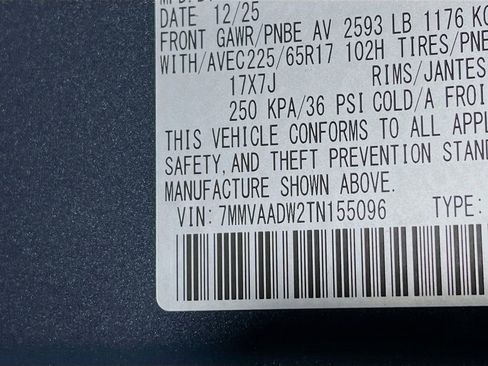 DATE 12/25
FRONT GAWR/PNBE AV 2593 LB 1176 KG
WITH/AVEC225/65R17 102H TIRES/PNE
17X7J RIMS/JANTES
250 KPA/36 PSI COLD/A FROI
THIS VEHICLE CONFORMS TO ALL APPL
SAFETY,AND THEFT PREVENTION STAND
MANUFACTURE SHOWN ABOVE.
VIN:7MMVAADW2TN155096 TYPE: